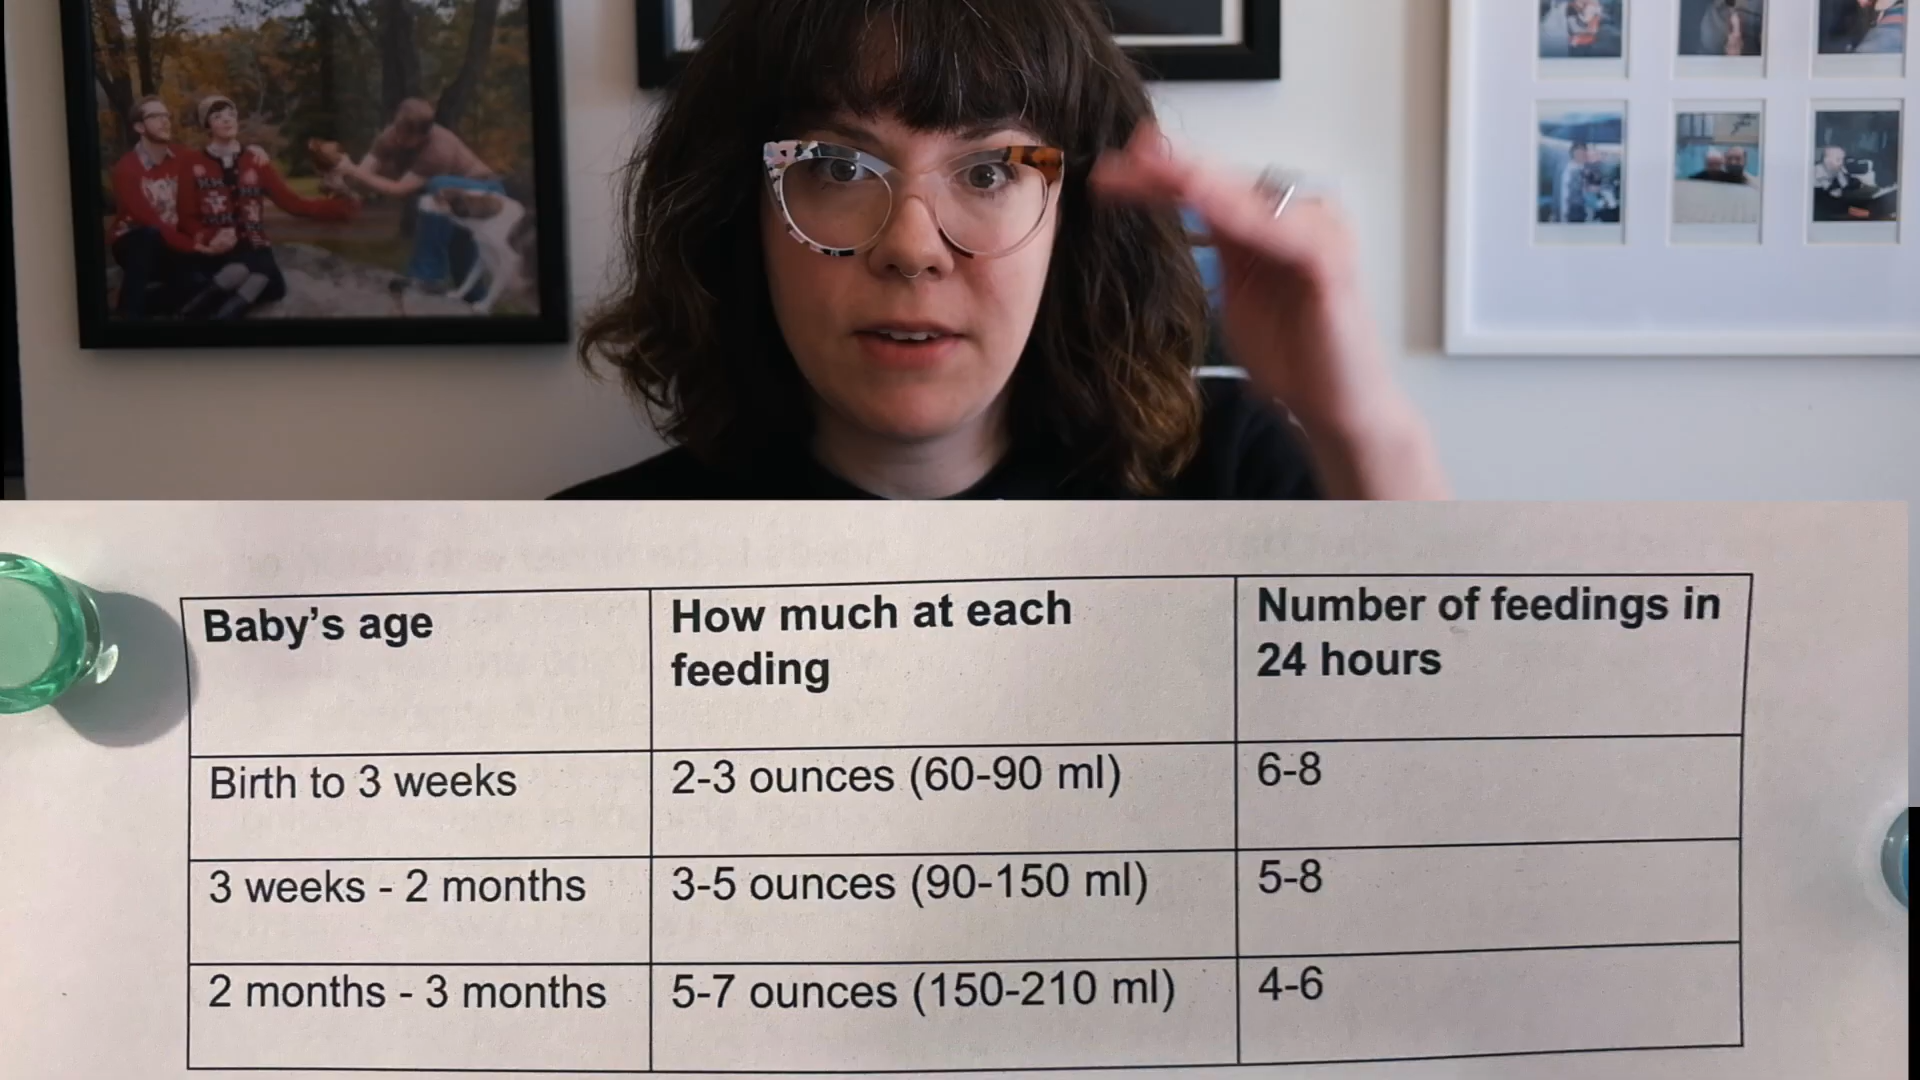 Baby's age
How much at each
feeding
Number of feedings in
24 hours
Birth to 3 weeks
2-3 ounces (60-90 ml)
6-8
3 weeks - 2 months
3-5 ounces (90-150 ml)
5-8
2 months - 3 months
5-7 ounces (150-210 ml)
4-6